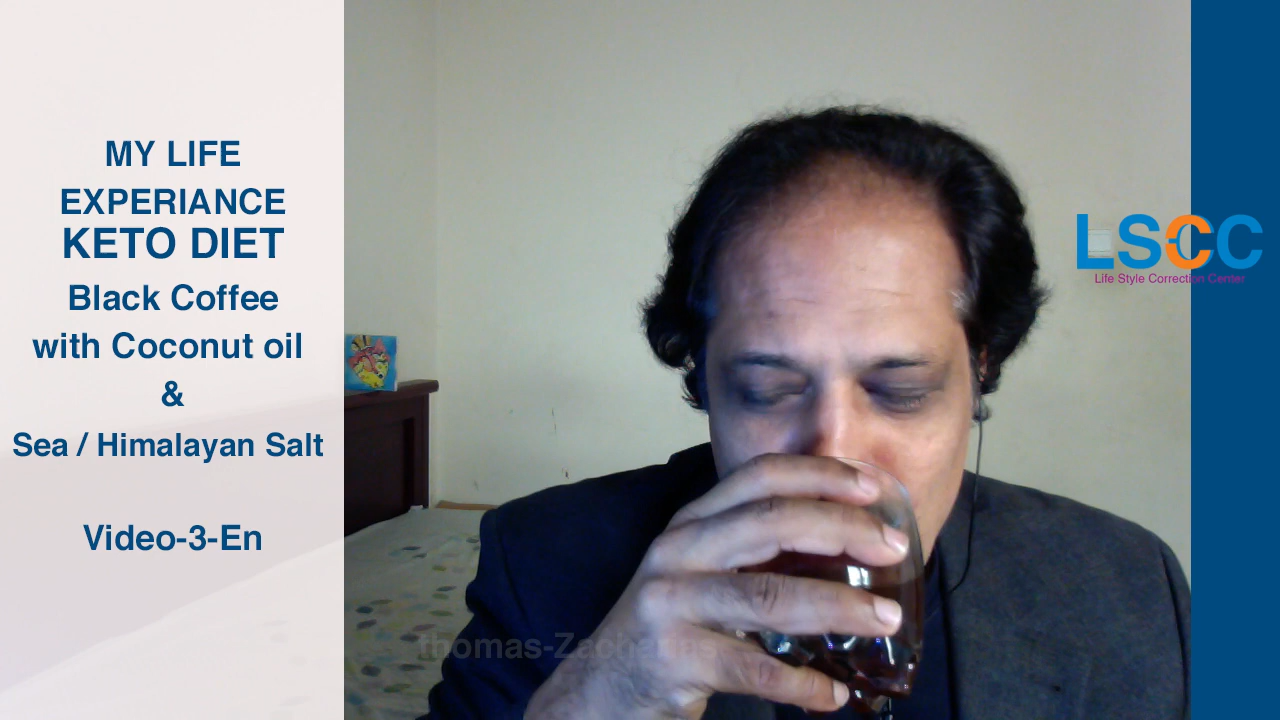 MY LIFE
EXPERIANCE
KETO DIET
Black Coffee
with Coconut oil
&
Sea / Himalayan Salt
Video-3-En
LSCC
Life Style Correction Center
thomas-Zacharias